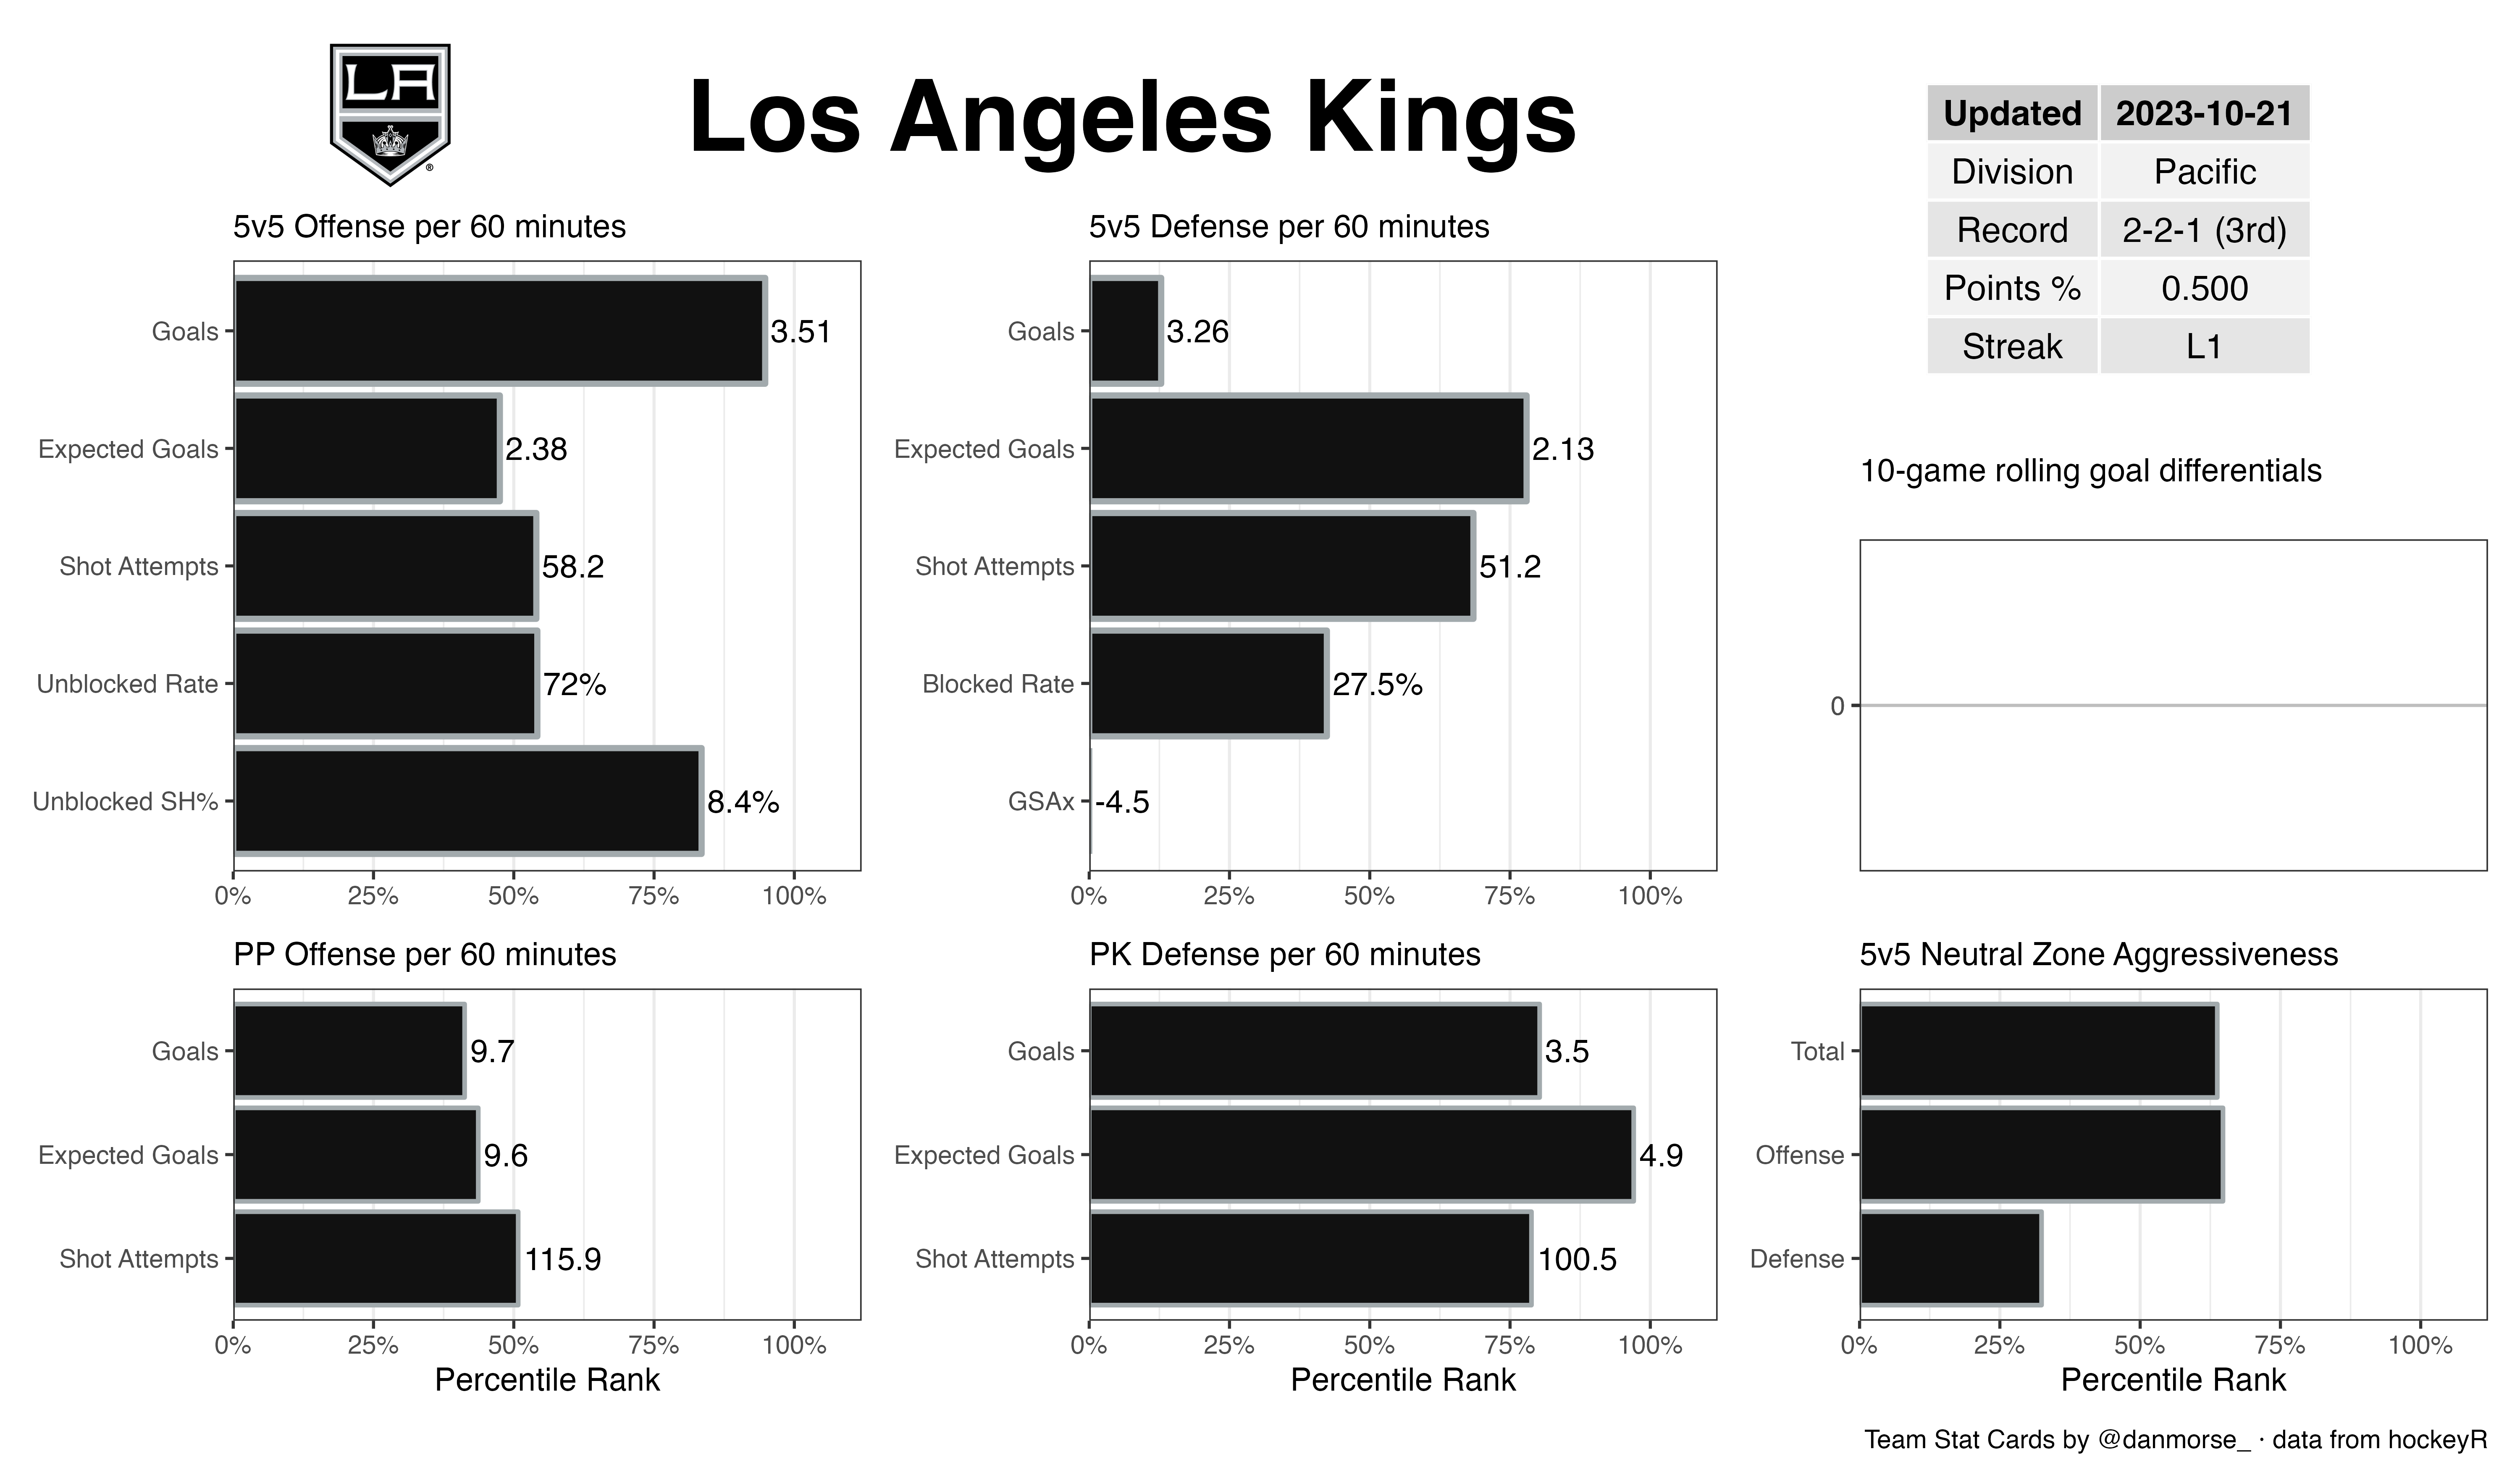 LA
®
Los Angeles Kings
Updated 2023-10-21
Division Pacific
Record 2-2-1 (3rd)
Points % 0.500
Streak L1
5v5 Offense per 60 minutes
Goals 3.51
Expected Goals 2.38
Shot Attempts 58.2
Unblocked Rate 72%
Unblocked SH% 8.4%
0% 25% 50% 75% 100%
5v5 Defense per 60 minutes
Goals 3.26
Expected Goals 2.13
Shot Attempts 51.2
Blocked Rate 27.5%
GSAx -4.5
0% 25% 50% 75% 100%
10-game rolling goal differentials
0
PP Offense per 60 minutes
Goals 9.7
Expected Goals 9.6
Shot Attempts 115.9
0% 25% 50% 75% 100%
Percentile Rank
PK Defense per 60 minutes
Goals 3.5
Expected Goals 4.9
Shot Attempts 100.5
0% 25% 50% 75% 100%
Percentile Rank
5v5 Neutral Zone Aggressiveness
Total
Offense
Defense
0% 25% 50% 75% 100%
Percentile Rank
Team Stat Cards by @danmorse_ · data from hockeyR